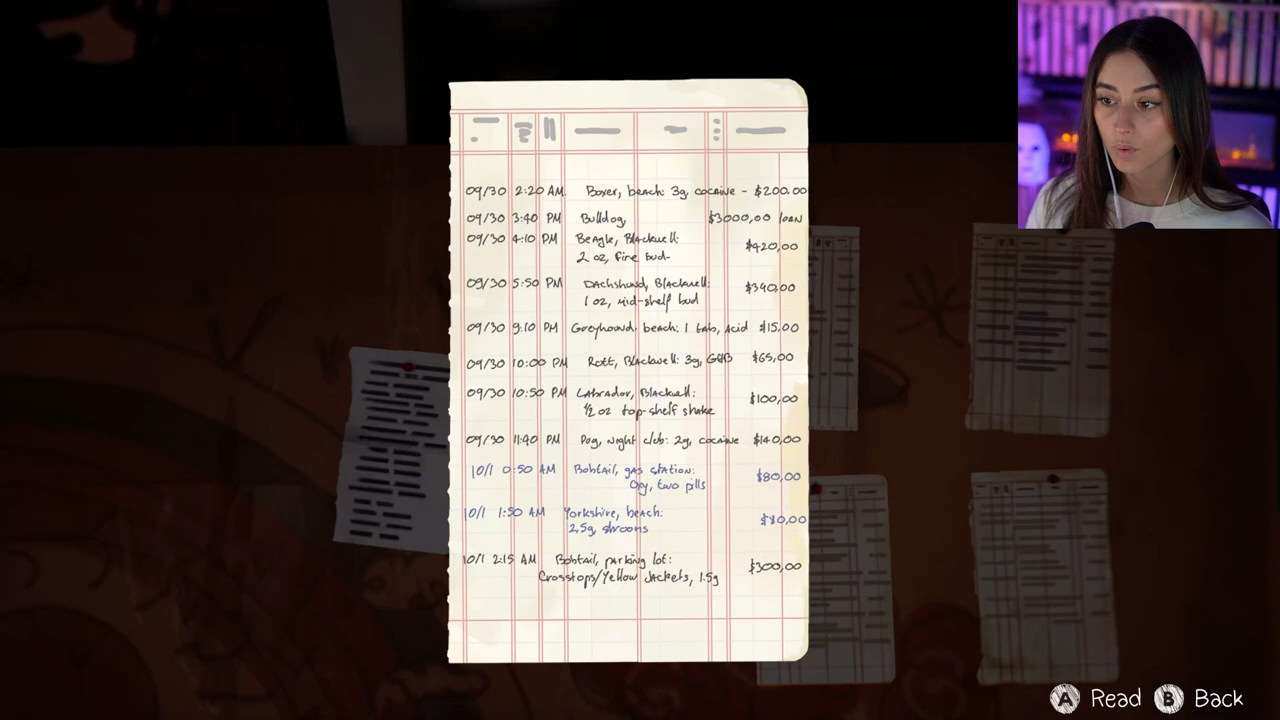 09/30 2:20 AM. Boxer, beach: 3g, cocaine - $200.00
09/30 3:40 PM Bulldog, $3000,00 loan
09/30 4:10 PM Beagle, Blackwell: $420,00
2 oz, fire bud-
09/30 5:50 PM Dachshund, Blackwell: $340,00
1 oz, mid-shelf bud
09/30 9:10 PM Greyhound, beach: 1 tab, acid $15.00
09/30 10:00 PM Rott, Blackwell: 3g, GHB $65,00
09/30 10:50 PM Labrador, Blackwell: $100,00
1/2 oz top-shelf shake
09/30 11:40 PM Pog, night club: 2g, cocaine $140,00
10/1 0:50 AM Bobtail, gas station: $80,00
Oxy, two pills
10/1 1:50 AM Yorkshire, beach: $80,00
2,5g, shrooms
10/1 2:15 AM Bobtail, parking lot: $300,00
Crosstops/Yellow Jackets, 1.5g
A Read B Back